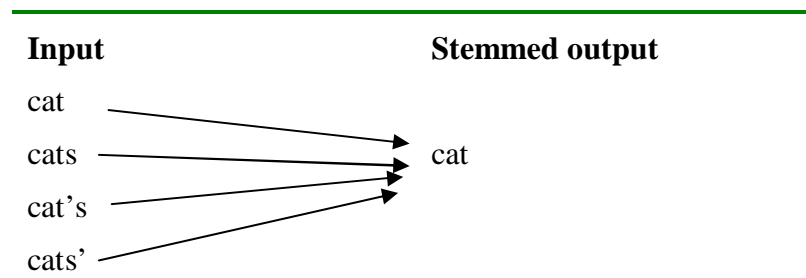 Input Stemmed output
cat
cats cat
cat’s
cats’